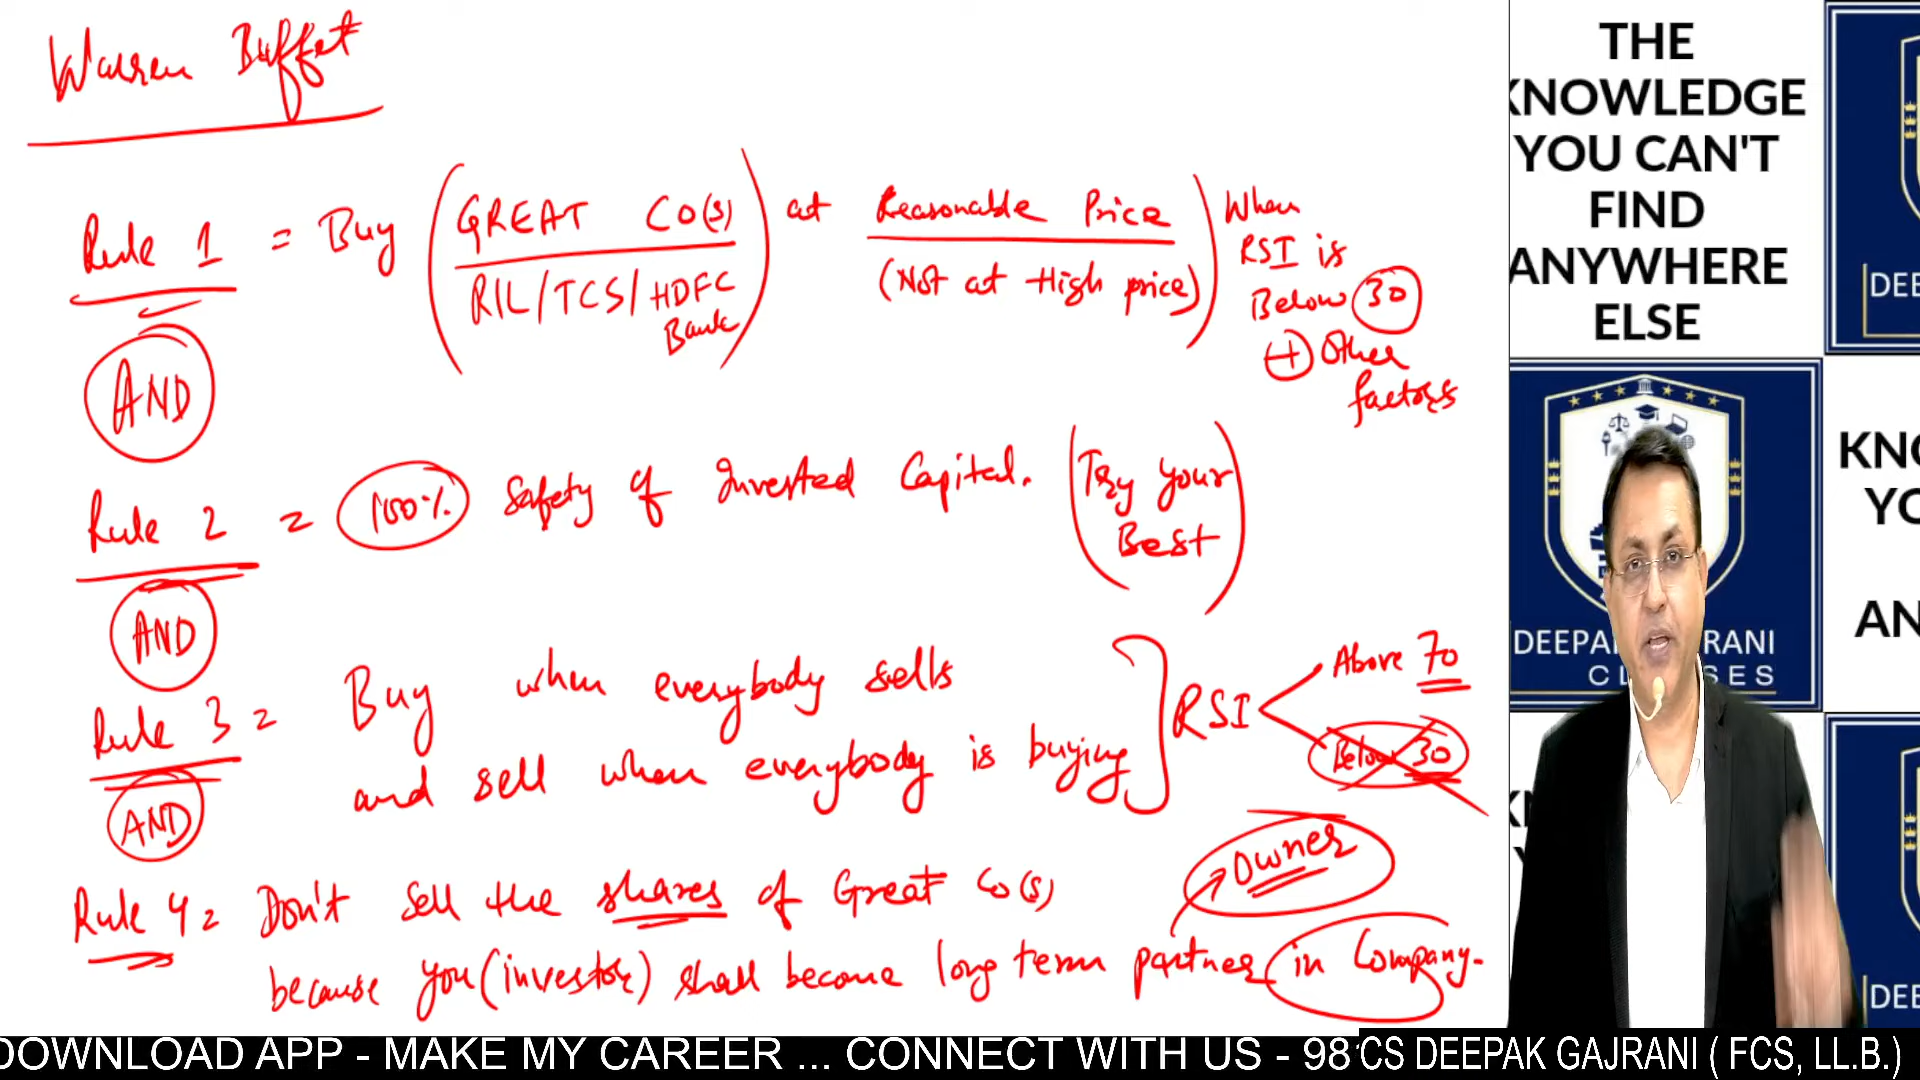 Warren Buffet
Rule 1 = Buy (GREAT CO(s) at Reasonable Price) When
RIL/TCS/HDFC Bank
(Not at High price)
RSI is
Below 30
+ Other
factors
AND
Rule 2 = 100% Safety of Invested Capital. (Try your
Best)
AND
Rule 3 = Buy when everybody sells
and sell when everybody is buying
RSI
Above 70
Below 30
AND
Rule 4 = Don't sell the shares of Great Co(s)
because you (investor) shall become long term partner in Company.
Owner
THE
KNOWLEDGE
YOU CAN'T
FIND
ANYWHERE
ELSE
DEE
DEEPAK GAJRANI
CLASSES
KNO
YO
AN
DEE
DOWNLOAD APP - MAKE MY CAREER ... CONNECT WITH US - 98
CS DEEPAK GAJRANI ( FCS, LL.B.)